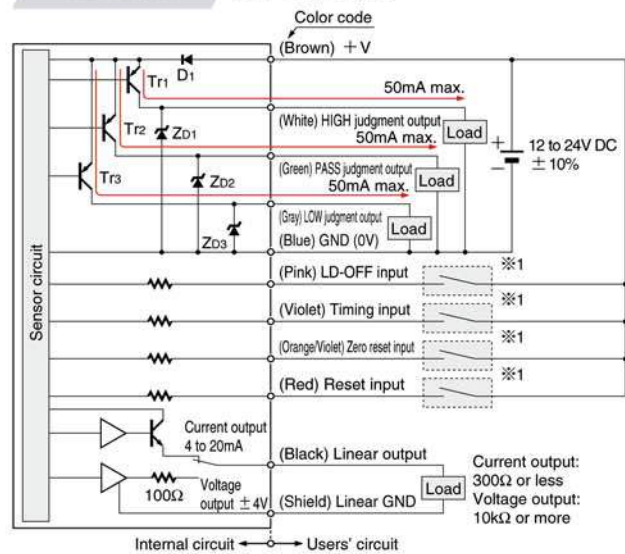 Color code
(Brown) +V
D1
Tr1
50mA max.
(White) HIGH judgment output
Load
Tr2
ZD1
50mA max.
+
12 to 24V DC
± 10%
−
(Green) PASS judgment output
Load
Tr3
ZD2
50mA max.
(Gray) LOW judgment output
Load
ZD3
(Blue) GND (0V)
Sensor circuit
(Pink) LD-OFF input
※1
(Violet) Timing input
※1
(Orange/Violet) Zero reset input
※1
(Red) Reset input
※1
Current output
4 to 20mA
(Black) Linear output
Current output:
300Ω or less
Voltage output:
10kΩ or more
Load
100Ω
Voltage
output ±4V
(Shield) Linear GND
Internal circuit
Users' circuit